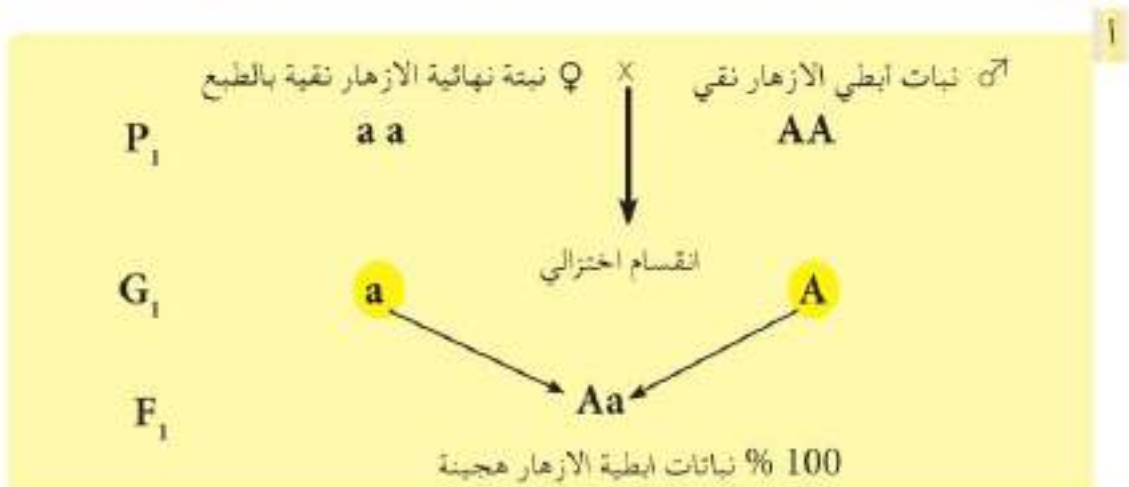 أ
♂ نبات ابطي الازهار نقي X ♀ نبتة نهائية الازهار نقية بالطبع
P1 a a AA
انقسام اختزالي
G1 a A
F1 Aa
100 % نباتات ابطية الازهار هجينة